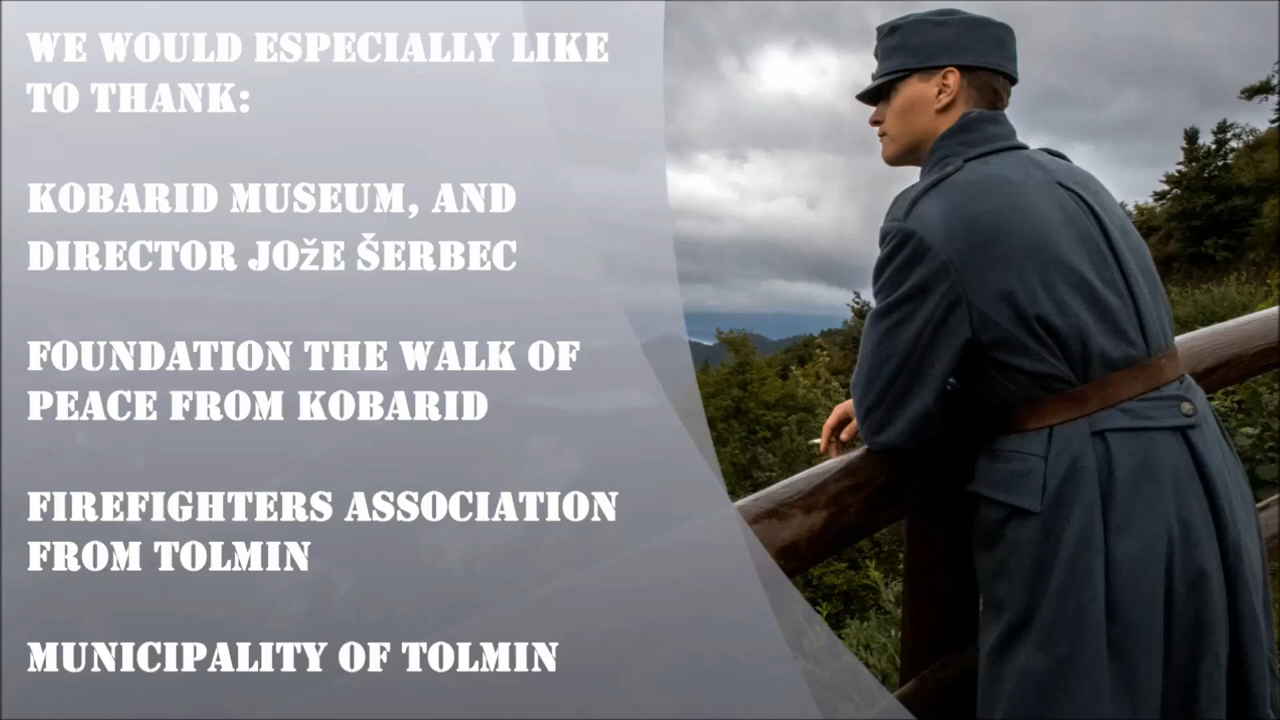 WE WOULD ESPECIALLY LIKE
TO THANK:
KOBARID MUSEUM, AND
DIRECTOR JOžE ŠERBEC
FOUNDATION THE WALK OF
PEACE FROM KOBARID
FIREFIGHTERS ASSOCIATION
FROM TOLMIN
MUNICIPALITY OF TOLMIN